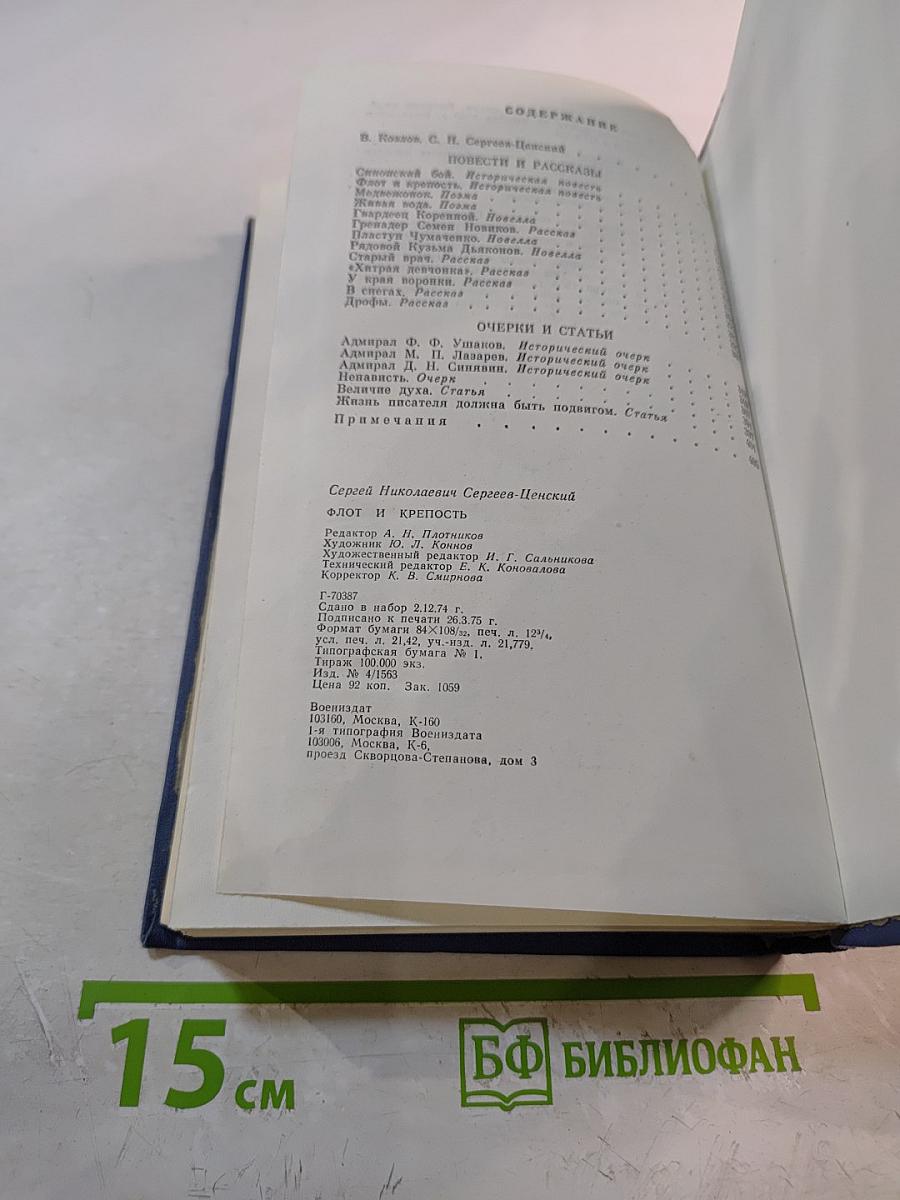 СОДЕРЖАНИЕ
В. Козлов. С. Н. Сергеев-Ценский
ПОВЕСТИ И РАССКАЗЫ
Синопский бой. Историческая повесть
Флот и крепость. Историческая повесть
Медвежонок. Поэма
Живая вода. Поэма
Гвардеец Коренной. Новелла
Гренадер Семен Новиков. Рассказ
Пластун Чумаченко. Новелла
Рядовой Кузьма Дьяконов. Новелла
Старый врач. Рассказ
«Хитрая девчонка». Рассказ
У края воронки. Рассказ
В снегах. Рассказ
Дрофы. Рассказ
ОЧЕРКИ И СТАТЬИ
Адмирал Ф. Ф. Ушаков. Исторический очерк
Адмирал М. П. Лазарев. Исторический очерк
Адмирал Д. Н. Синявин. Исторический очерк
Ненависть. Очерк
Величие духа. Статья
Жизнь писателя должна быть подвигом. Статья
Примечания
Сергей Николаевич Сергеев-Ценский
ФЛОТ И КРЕПОСТЬ
Редактор А. Н. Плотников
Художник Ю. Л. Коннов
Художественный редактор И. Г. Сальникова
Технический редактор Е. К. Коновалова
Корректор К. В. Смирнова
Г-70387
Сдано в набор 2.12.74 г.
Подписано к печати 26.3.75 г.
Формат бумаги 84×108/32, печ. л. 12³/₄,
усл. печ. л. 21,42, уч.-изд. л. 21,779.
Типографская бумага № 1.
Тираж 100.000 экз.
Изд. № 4/1563
Цена 92 коп. Зак. 1059
Воениздат
103160, Москва, К-160
1-я типография Воениздата
103006, Москва, К-6,
проезд Скворцова-Степанова, дом 3
15 см
БФ БИБЛИОФАН